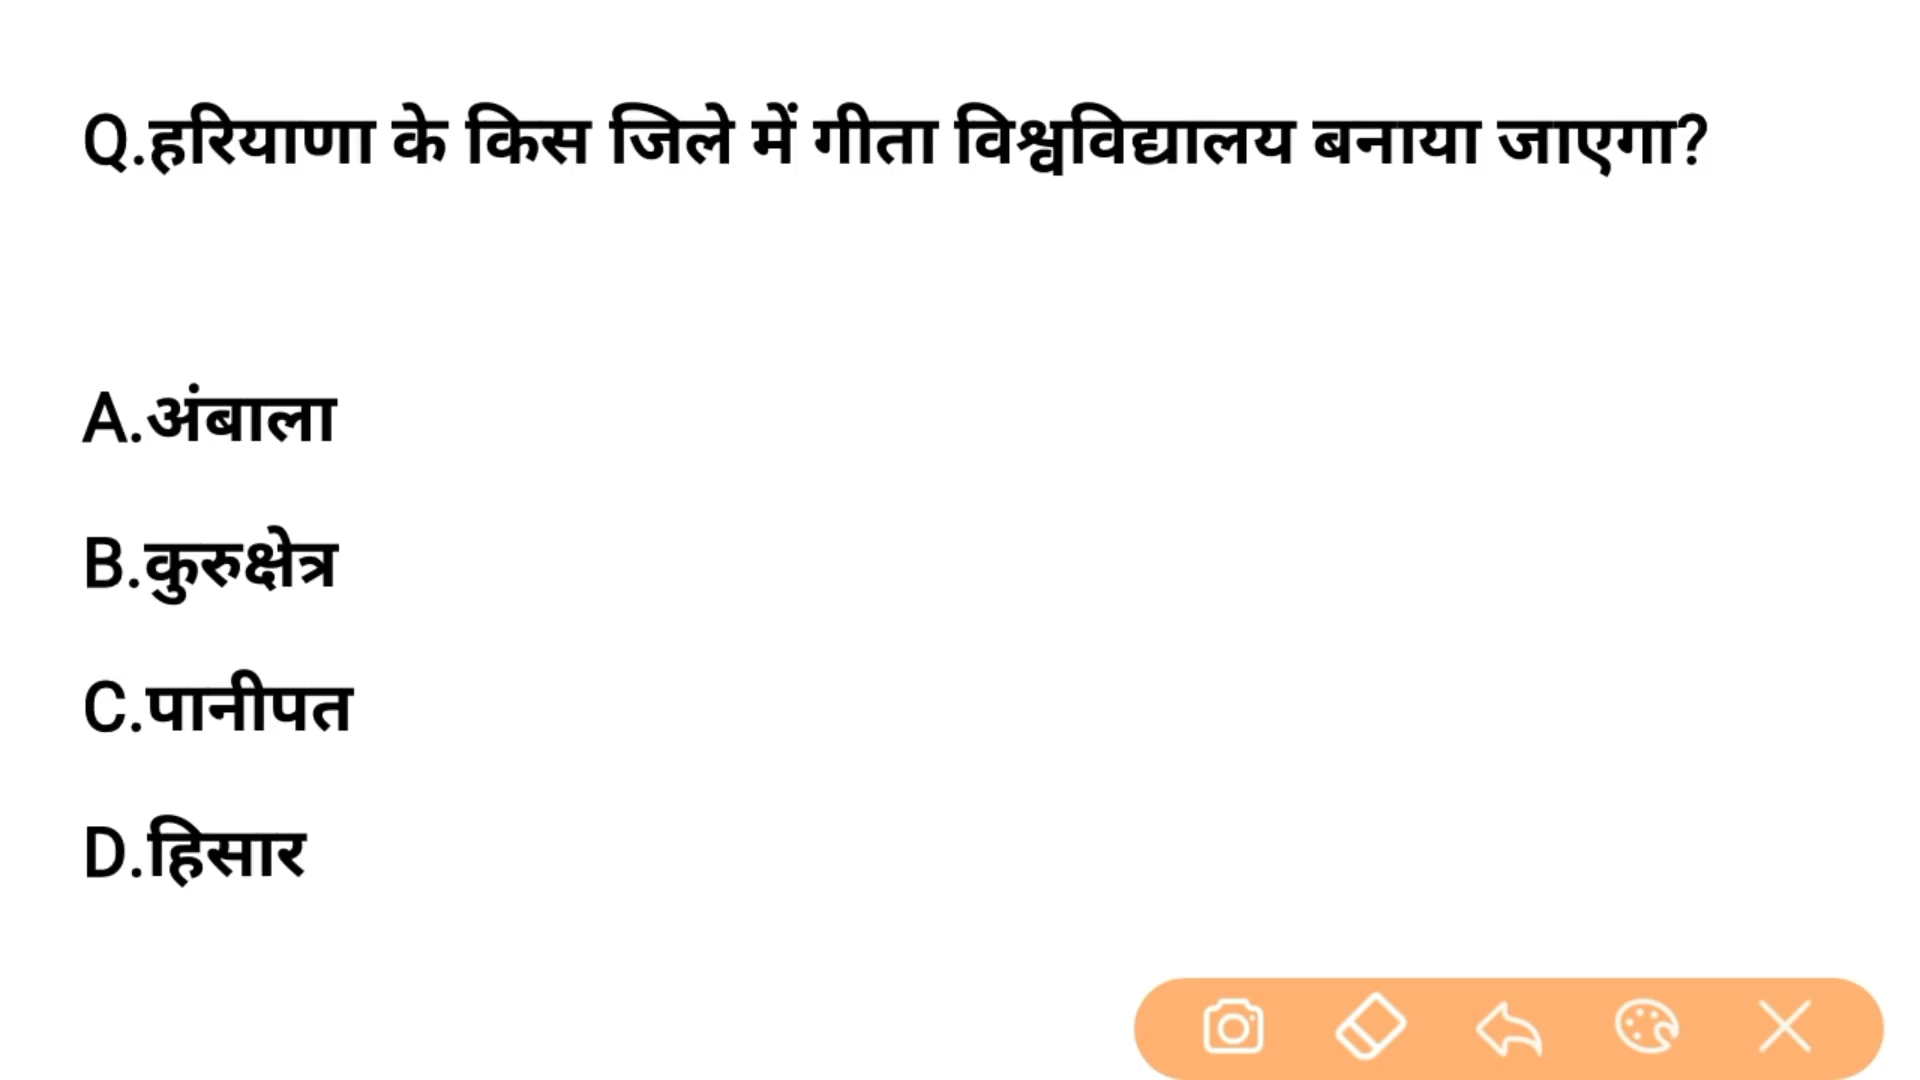 Q.हरियाणा के किस जिले में गीता विश्वविद्यालय बनाया जाएगा?
A.अंबाला
B.कुरुक्षेत्र
C.पानीपत
D.हिसार